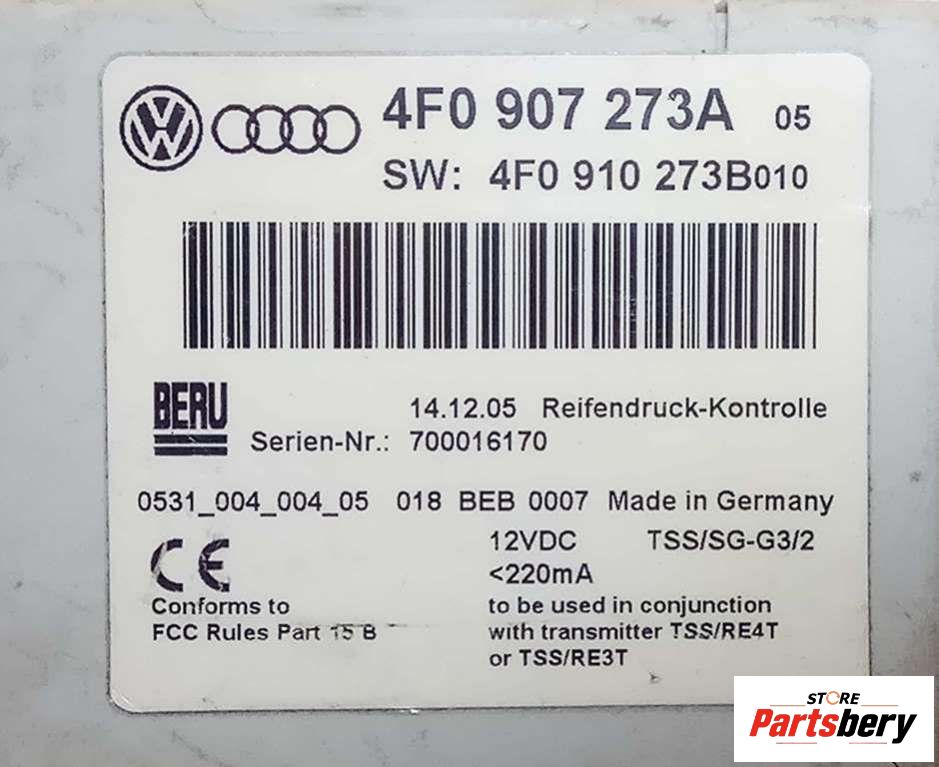 4F0 907 273A 05
SW: 4F0 910 273B010
BERU
14.12.05 Reifendruck-Kontrolle
Serien-Nr.: 700016170
0531_004_004_05 018 BEB 0007 Made in Germany
CE
12VDC TSS/SG-G3/2
<220mA
Conforms to
FCC Rules Part 15 B
to be used in conjunction
with transmitter TSS/RE4T
or TSS/RE3T
STORE
Partsbery